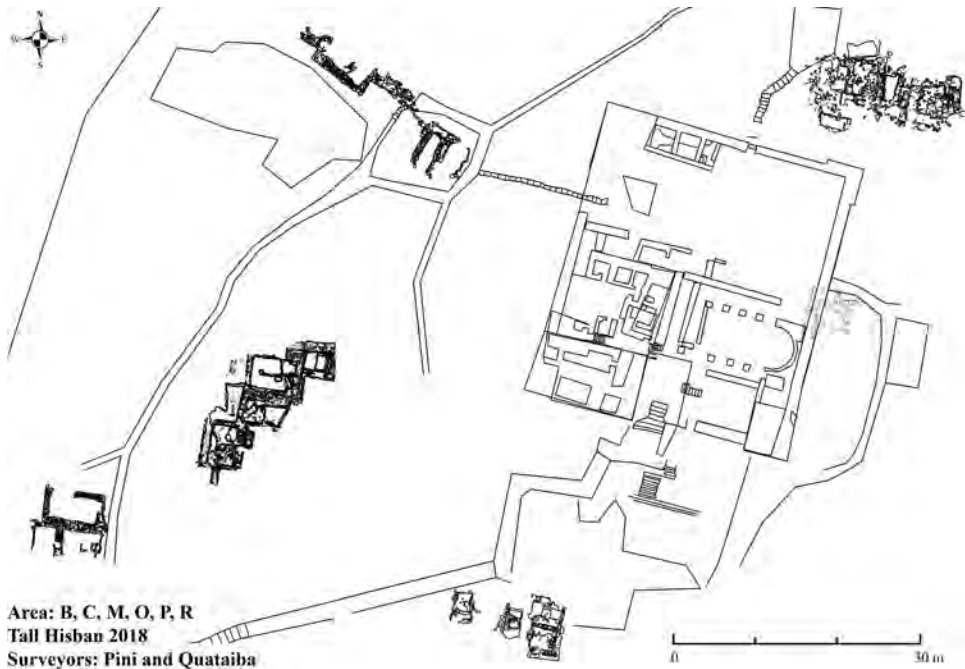 N
W E
S
Area: B, C, M, O, P, R
Tall Hisban 2018
Surveyors: Pini and Quataiba
0 30 m